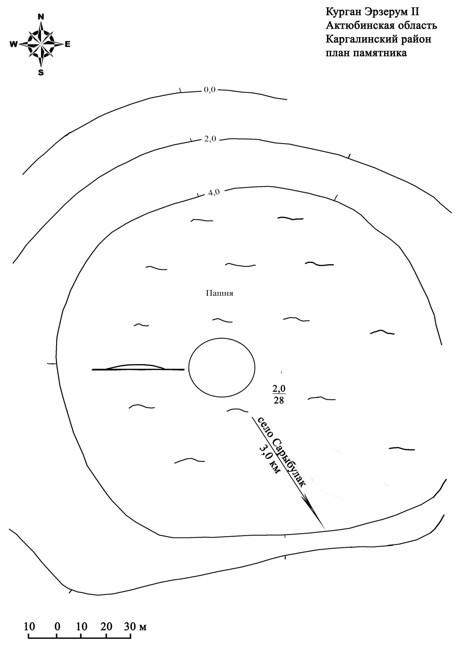 Курган Эрзерум II
Актюбинская область
Каргалинский район
план памятника
N
W E
S
0,0
2,0
4,0
Пашня
2,0
28
село Сарыбулак
3,0 км
10 0 10 20 30 м